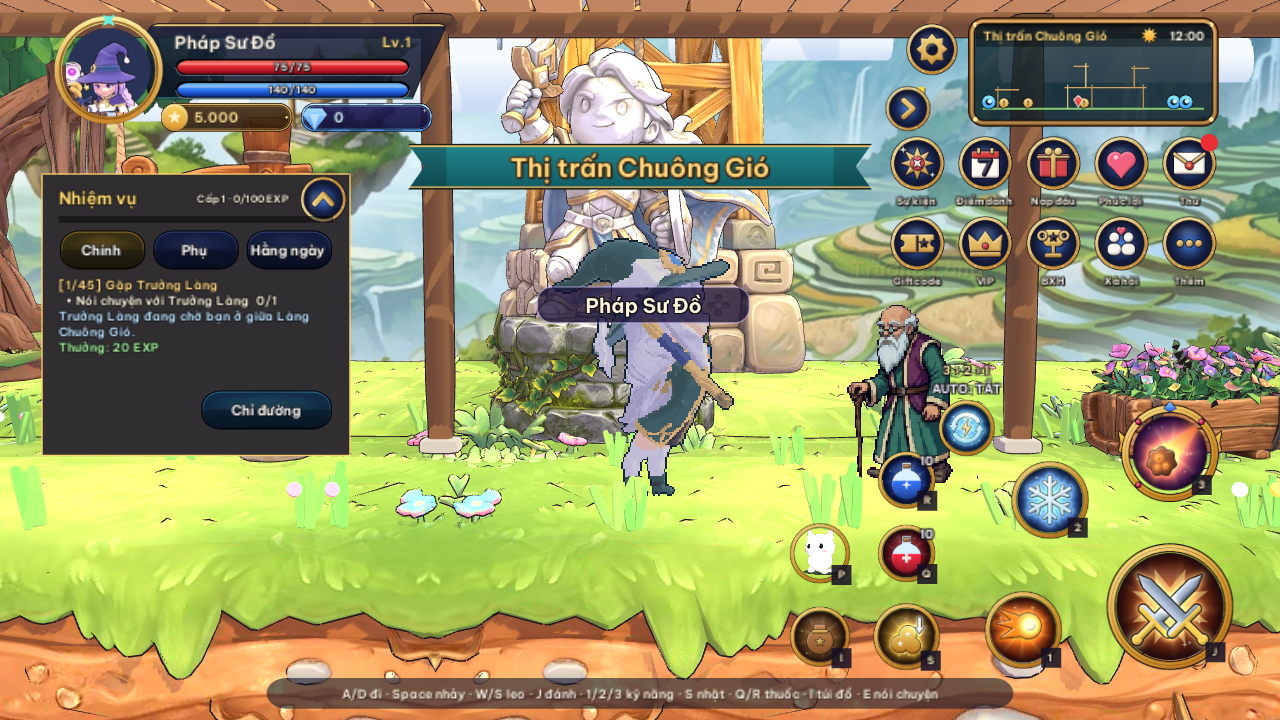 Pháp Sư Đồ
Lv.1
75/75
140/140
5.000
0
Thị trấn Chuông Gió
12:00
Thị trấn Chuông Gió
Nhiệm vụ
Cấp 1 · 0/100 EXP
Chính
Phụ
Hằng ngày
[1/45] Gặp Trưởng Làng
• Nói chuyện với Trưởng Làng 0/1
Trưởng Làng đang chờ bạn ở giữa Làng
Chuông Gió.
Thưởng: 20 EXP
Chỉ đường
Sự kiện
Điểm danh
Nạp đầu
Phúc lợi
Thư
Giftcode
VIP
BXH
Xã hội
Thêm
Pháp Sư Đồ
AUTO: TẮT
10
R
3
2
10
Q
P
I
S
1
J
A/D đi · Space nhảy · W/S leo · J đánh · 1/2/3 kỹ năng · S nhặt · Q/R thuốc · I túi đồ · E nói chuyện